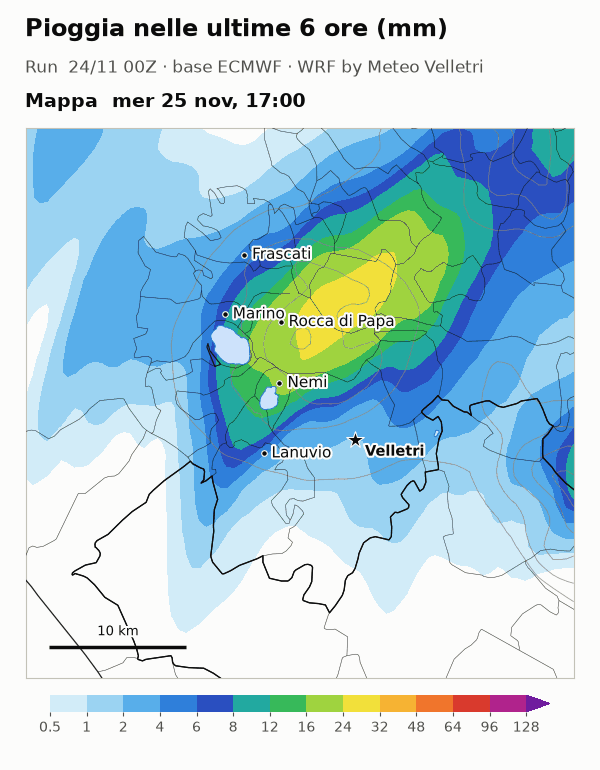 Pioggia nelle ultime 6 ore (mm)
Run  24/11 00Z · base ECMWF · WRF by Meteo Velletri
Mappa  mer 25 nov, 17:00
Frascati
Marino
Rocca di Papa
Nemi
Velletri
Lanuvio
10 km
0.5 1 2 4 6 8 12 16 24 32 48 64 96 128